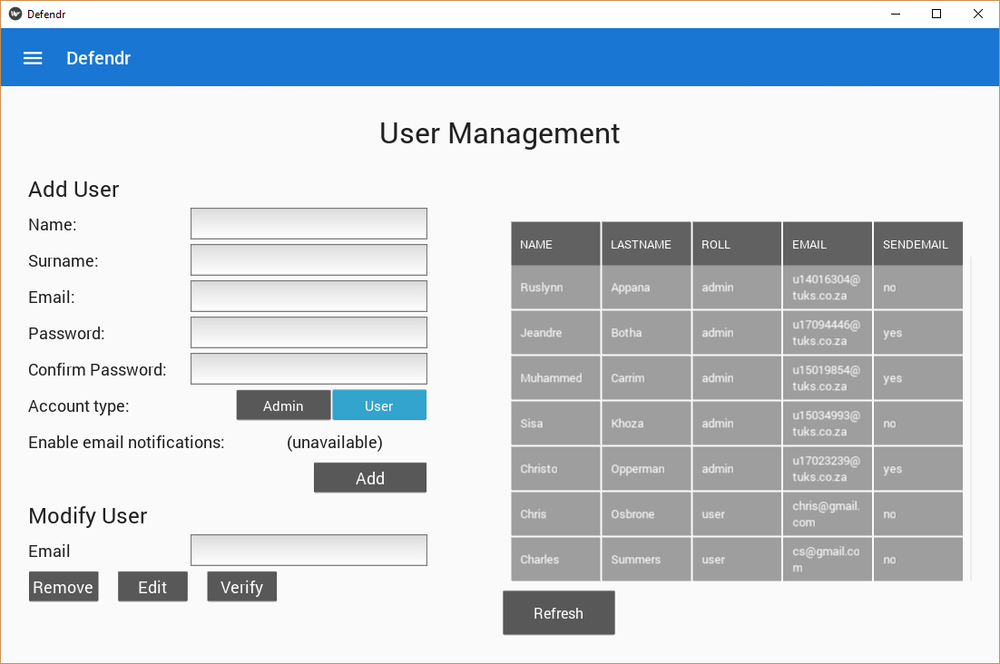 Defendr
Defendr
User Management
Add User
Name:
Surname:
Email:
Password:
Confirm Password:
Account type:
Admin
User
Enable email notifications:
(unavailable)
Add
Modify User
Email
Remove
Edit
Verify
NAME LASTNAME ROLL EMAIL SENDEMAIL
Ruslynn Appana admin u14016304@
tuks.co.za no
Jeandre Botha admin u17094446@
tuks.co.za yes
Muhammed Carrim admin u15019854@
tuks.co.za yes
Sisa Khoza admin u15034993@
tuks.co.za no
Christo Opperman admin u17023239@
tuks.co.za yes
Chris Osbrone user chris@gmail.
com no
Charles Summers user cs@gmail.co
m no
Refresh